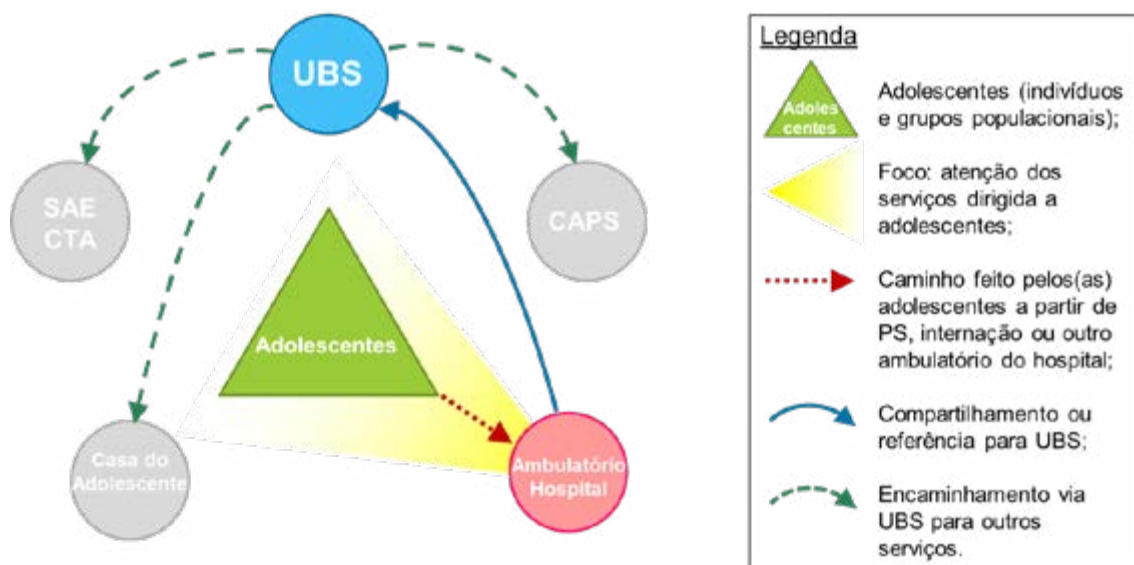 UBS
SAE
CTA
CAPS
Adolescentes
Casa do
Adolescente
Ambulatório
Hospital
Legenda
Adoles
centes
Adolescentes (indivíduos
e grupos populacionais);
Foco: atenção dos
serviços dirigida a
adolescentes;
Caminho feito pelos(as)
adolescentes a partir de
PS, internação ou outro
ambulatório do hospital;
Compartilhamento ou
referência para UBS;
Encaminhamento via
UBS para outros
serviços.